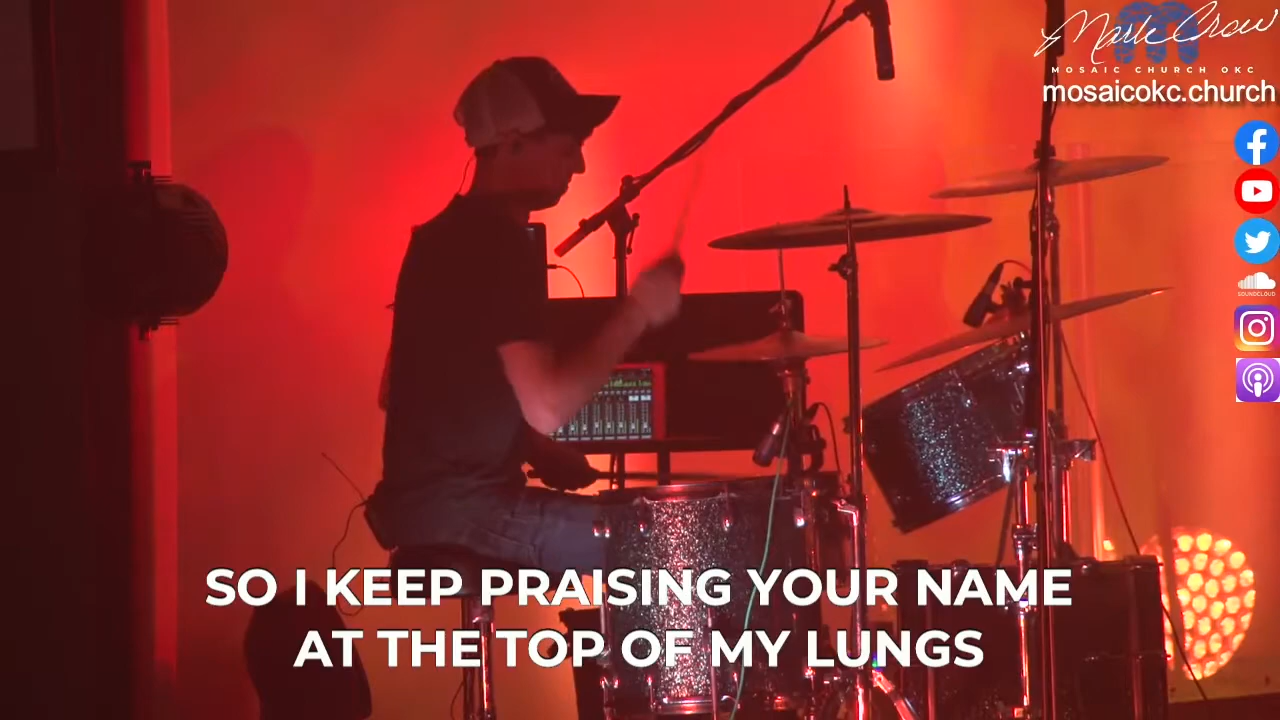 Mark Crow
MOSAIC CHURCH OKC
mosaicokc.church
SOUNDCLOUD
SO I KEEP PRAISING YOUR NAME
AT THE TOP OF MY LUNGS